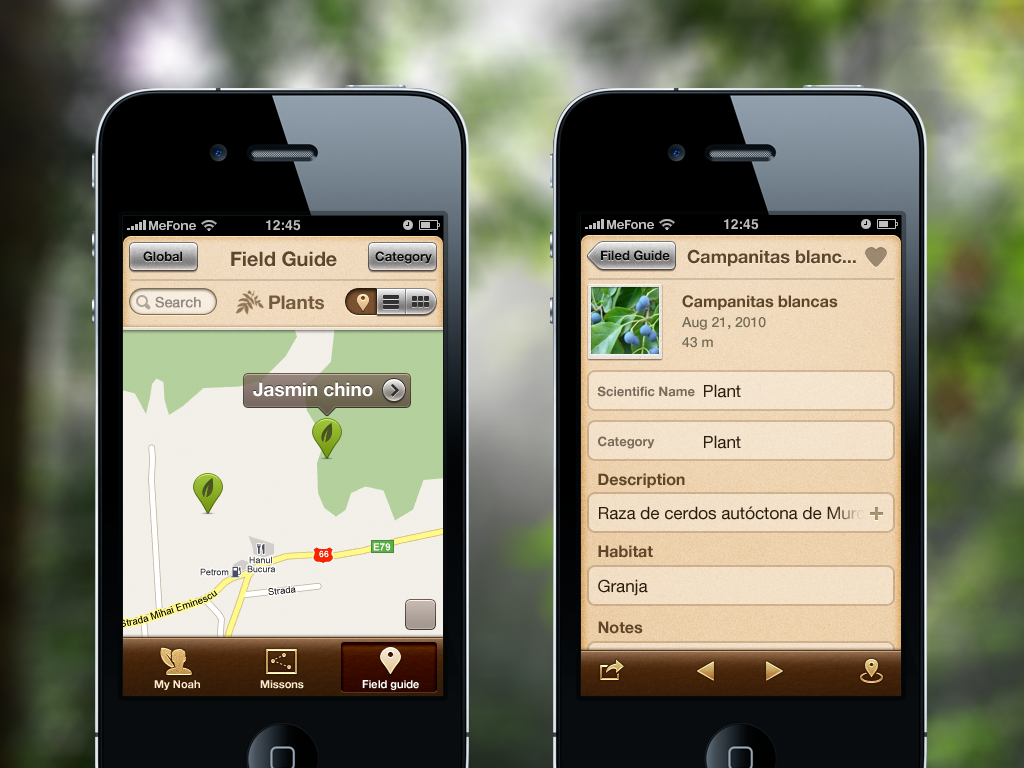 MeFone 12:45
Global Field Guide Category
Search Plants
Jasmin chino
Hanul
Bucura
Petrom
66
E79
Strada
Strada Mihai Eminescu
My Noah Missons Field guide
MeFone 12:45
Filed Guide Campanitas blanc...
Campanitas blancas
Aug 21, 2010
43 m
Scientific Name Plant
Category Plant
Description
Raza de cerdos autóctona de Murc
Habitat
Granja
Notes